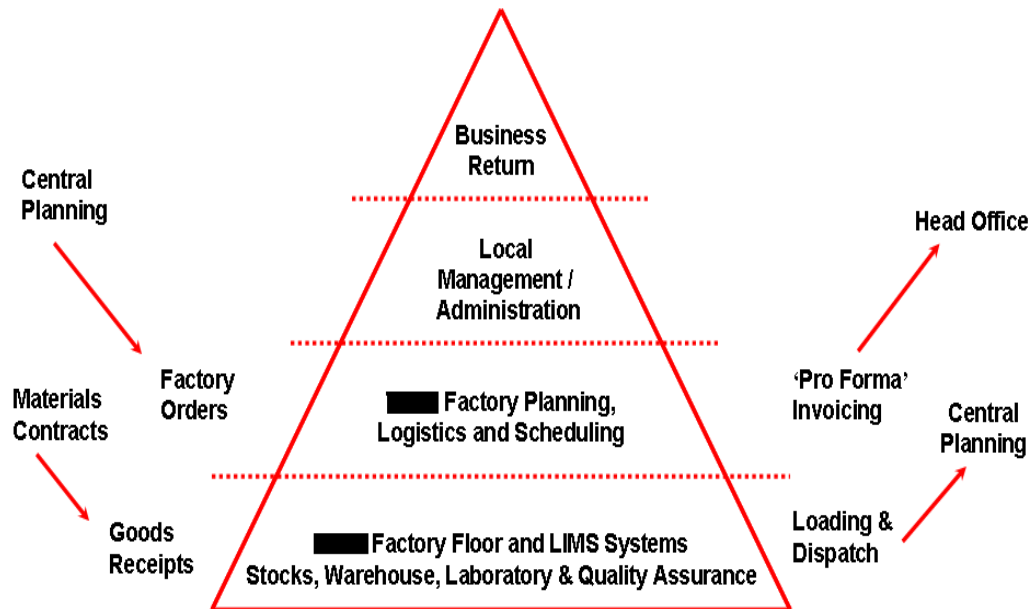 Business
Return
Central
Planning
Head Office
Local
Management /
Administration
Factory
Orders
Materials
Contracts
Factory Planning,
Logistics and Scheduling
‘Pro Forma’
Invoicing
Central
Planning
Goods
Receipts
Factory Floor and LIMS Systems
Stocks, Warehouse, Laboratory & Quality Assurance
Loading &
Dispatch